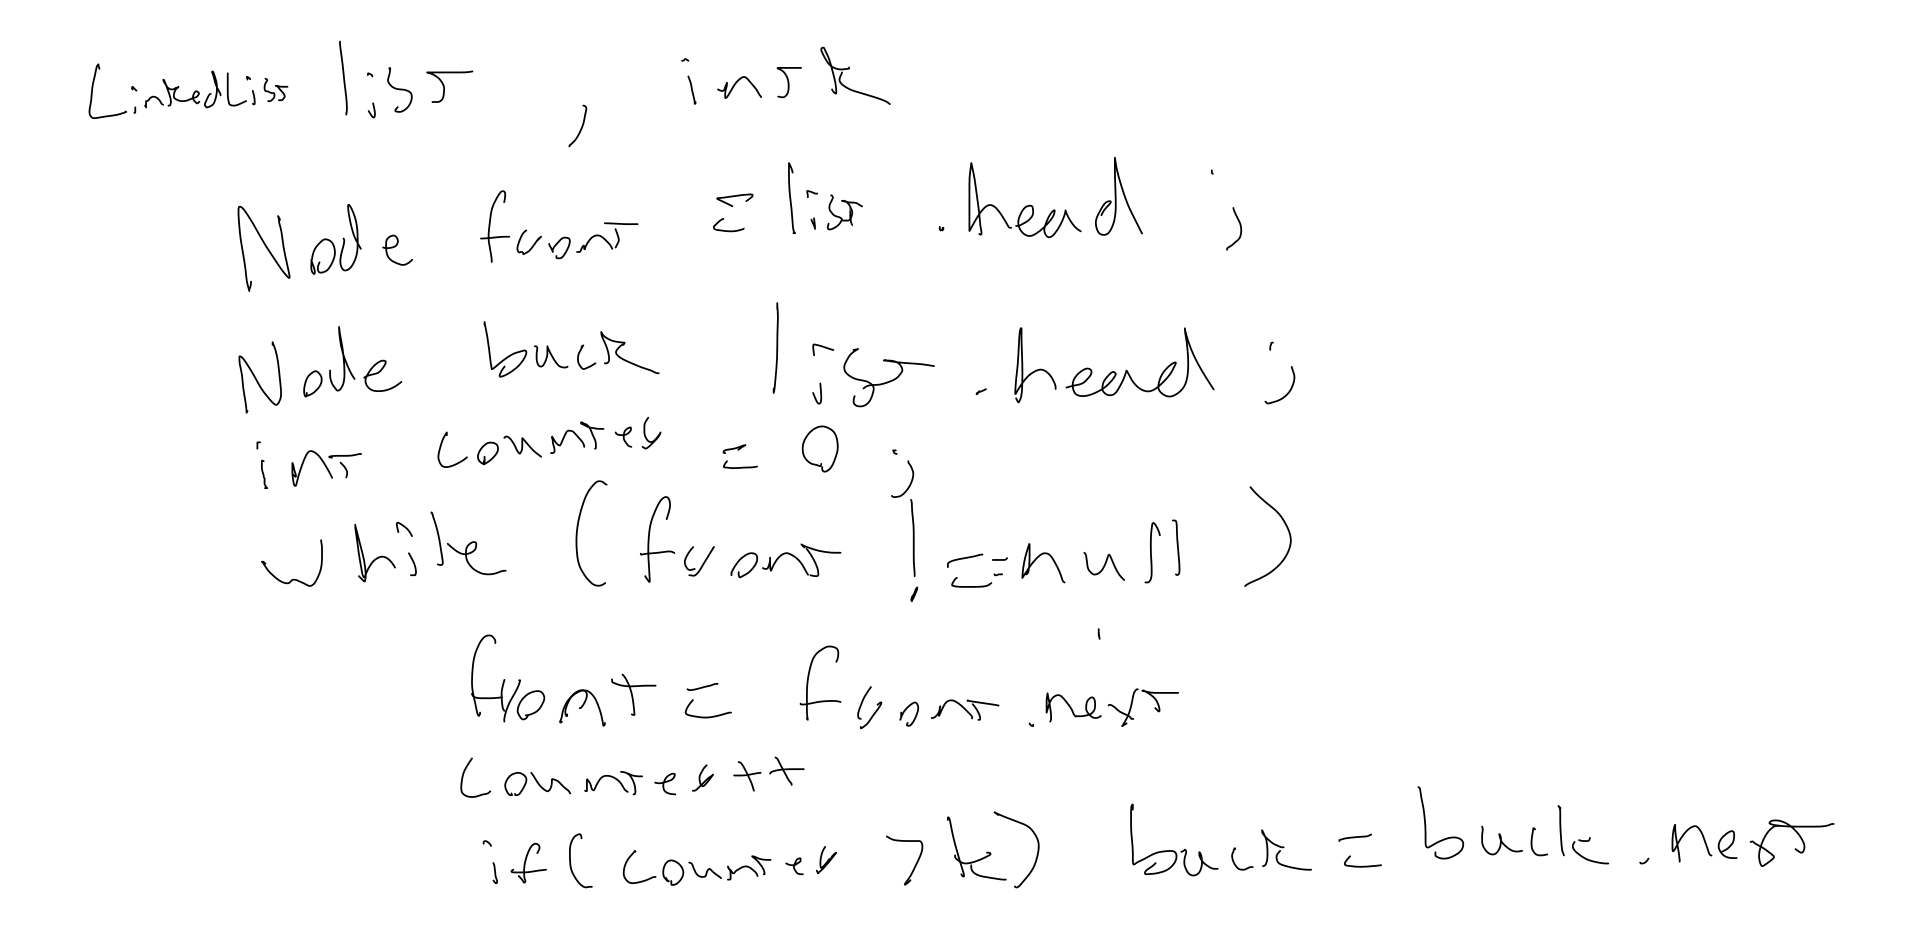 LinkedList list , int k
Node front = list .head ;
Node back list .head ;
int counter = 0 ;
while (front !== null )
front = front .next
counter ++
if( counter > k) back = back .next